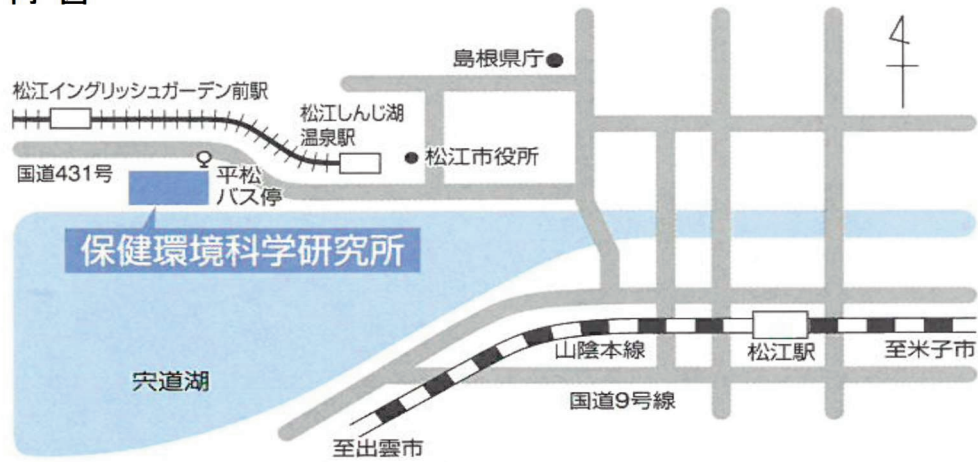 島根県庁
松江イングリッシュガーデン前駅
松江しんじ湖
温泉駅
松江市役所
国道431号
平松
バス停
保健環境科学研究所
宍道湖
山陰本線
松江駅
至米子市
国道9号線
至出雲市